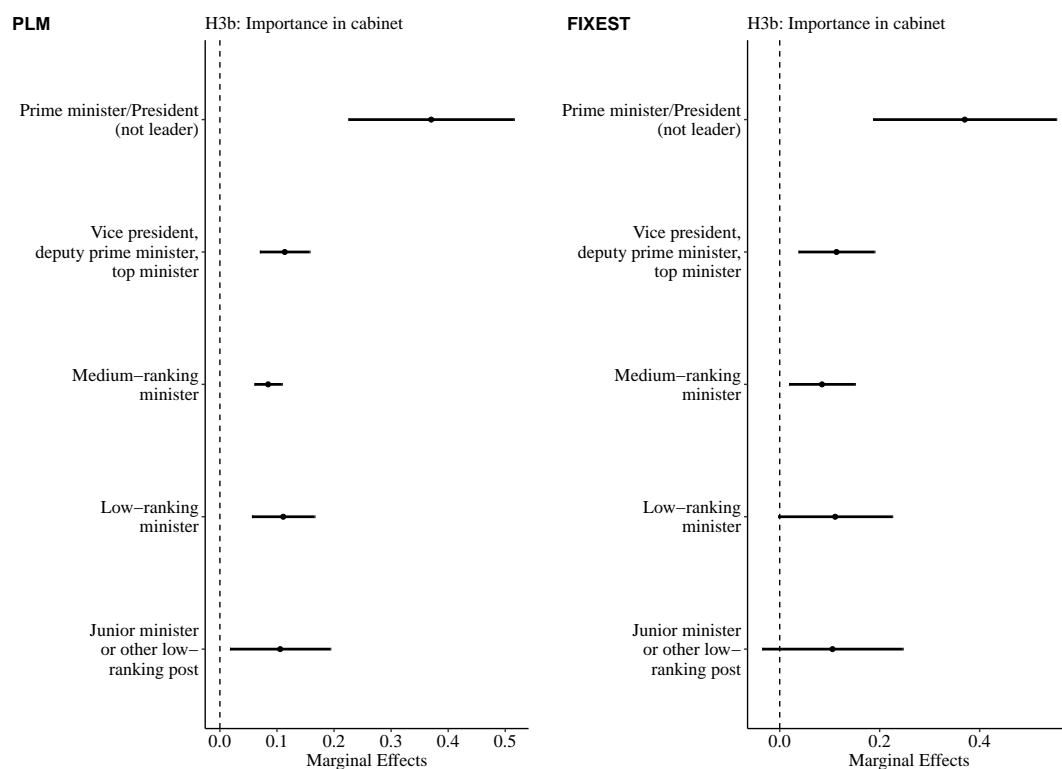 PLM
H3b: Importance in cabinet
Prime minister/President
(not leader)
Vice president,
deputy prime minister,
top minister
Medium−ranking
minister
Low−ranking
minister
Junior minister
or other low−
ranking post
0.0 0.1 0.2 0.3 0.4 0.5
Marginal Effects
FIXEST
H3b: Importance in cabinet
Prime minister/President
(not leader)
Vice president,
deputy prime minister,
top minister
Medium−ranking
minister
Low−ranking
minister
Junior minister
or other low−
ranking post
0.0 0.2 0.4
Marginal Effects